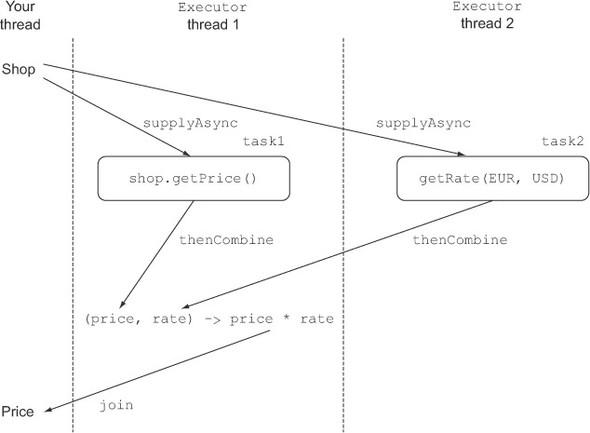 Your
thread
Executor
thread 1
Executor
thread 2
Shop
supplyAsync
supplyAsync
task1
task2
shop.getPrice()
getRate(EUR, USD)
thenCombine
thenCombine
(price, rate) -> price * rate
Price
join